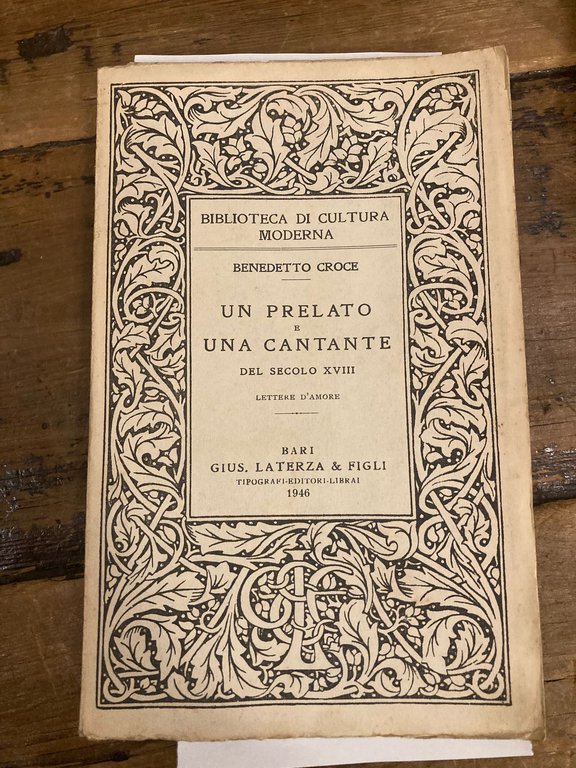 BIBLIOTECA DI CULTURA
MODERNA
BENEDETTO CROCE
UN PRELATO
E
UNA CANTANTE
DEL SECOLO XVIII
LETTERE D'AMORE
BARI
GIUS. LATERZA & FIGLI
TIPOGRAFI-EDITORI-LIBRAI
1946